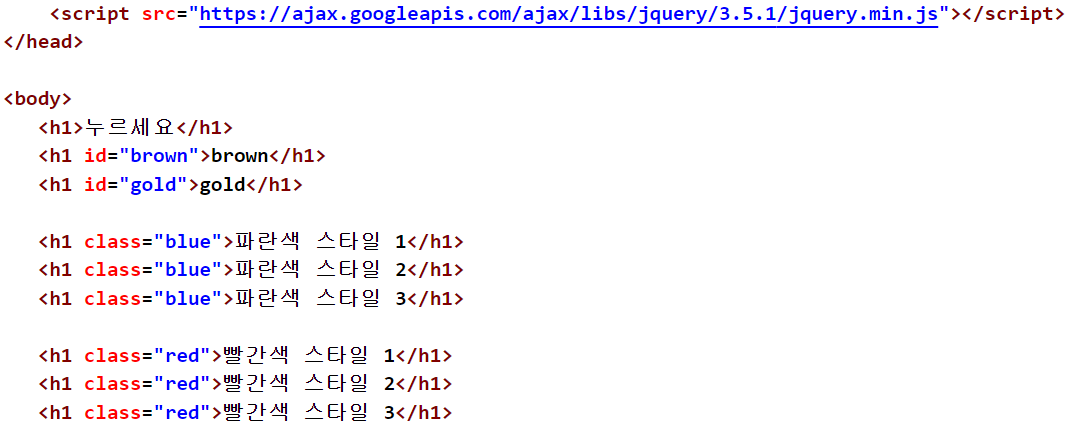 <script src="https://ajax.googleapis.com/ajax/libs/jquery/3.5.1/jquery.min.js"></script>
</head>
<body>
<h1>누르세요</h1>
<h1 id="brown">brown</h1>
<h1 id="gold">gold</h1>
<h1 class="blue">파란색 스타일 1</h1>
<h1 class="blue">파란색 스타일 2</h1>
<h1 class="blue">파란색 스타일 3</h1>
<h1 class="red">빨간색 스타일 1</h1>
<h1 class="red">빨간색 스타일 2</h1>
<h1 class="red">빨간색 스타일 3</h1>